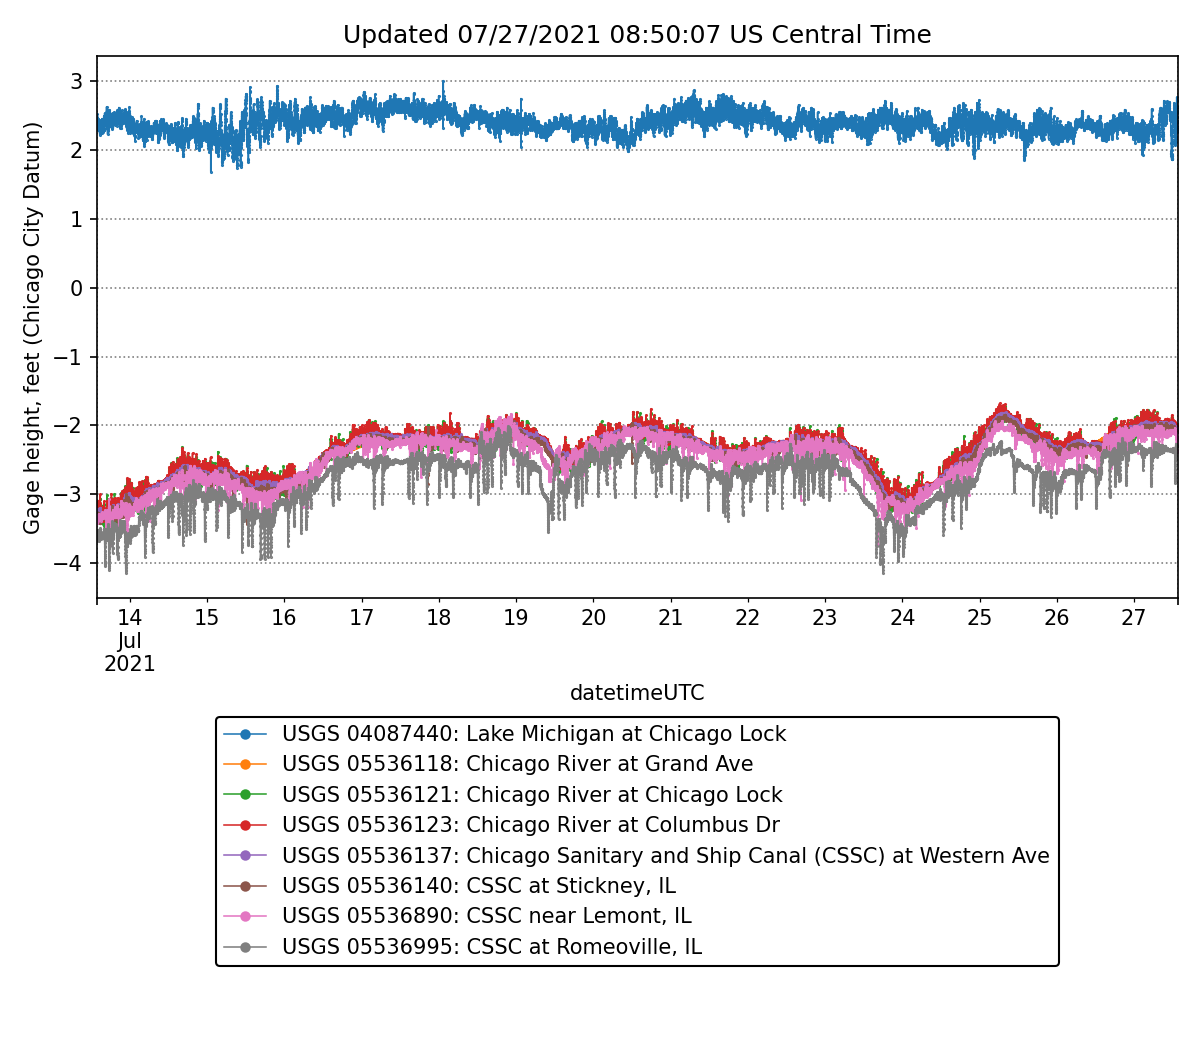 Updated 07/27/2021 08:50:07 US Central Time
Gage height, feet (Chicago City Datum)
3
2
1
0
−1
−2
−3
−4
14 15 16 17 18 19 20 21 22 23 24 25 26 27
Jul
2021
datetimeUTC
USGS 04087440: Lake Michigan at Chicago Lock
USGS 05536118: Chicago River at Grand Ave
USGS 05536121: Chicago River at Chicago Lock
USGS 05536123: Chicago River at Columbus Dr
USGS 05536137: Chicago Sanitary and Ship Canal (CSSC) at Western Ave
USGS 05536140: CSSC at Stickney, IL
USGS 05536890: CSSC near Lemont, IL
USGS 05536995: CSSC at Romeoville, IL